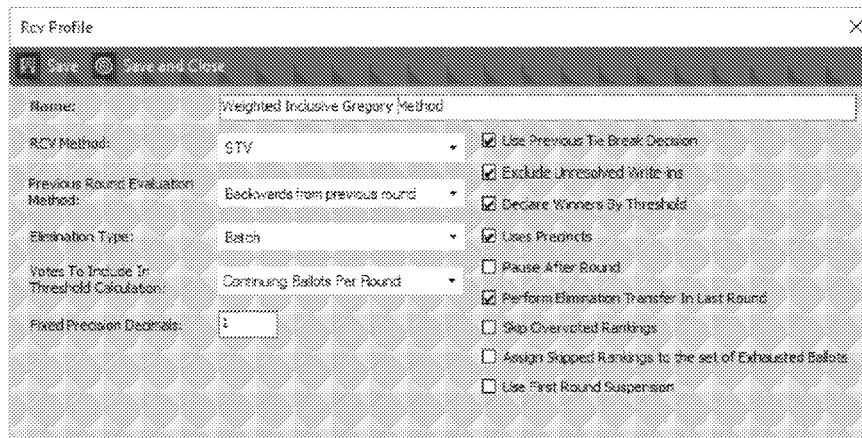 Rcv Profile
Save Save and Close
Name: Weighted Inclusive Gregory Method
RCV Method: STV
Previous Round Evaluation
Method: Backwards from previous round
Elimination Type: Batch
Votes To Include In
Threshold Calculation: Continuing Ballots Per Round
Fixed Precision Decimals:
Use Previous Tie Break Decision
Exclude Unresolved Write-ins
Declare Winners By Threshold
Uses Precincts
Pause After Round
Perform Elimination Transfer In Last Round
Skip Overvoted Rankings
Assign Skipped Rankings to the set of Exhausted Ballots
Use First Round Suspension